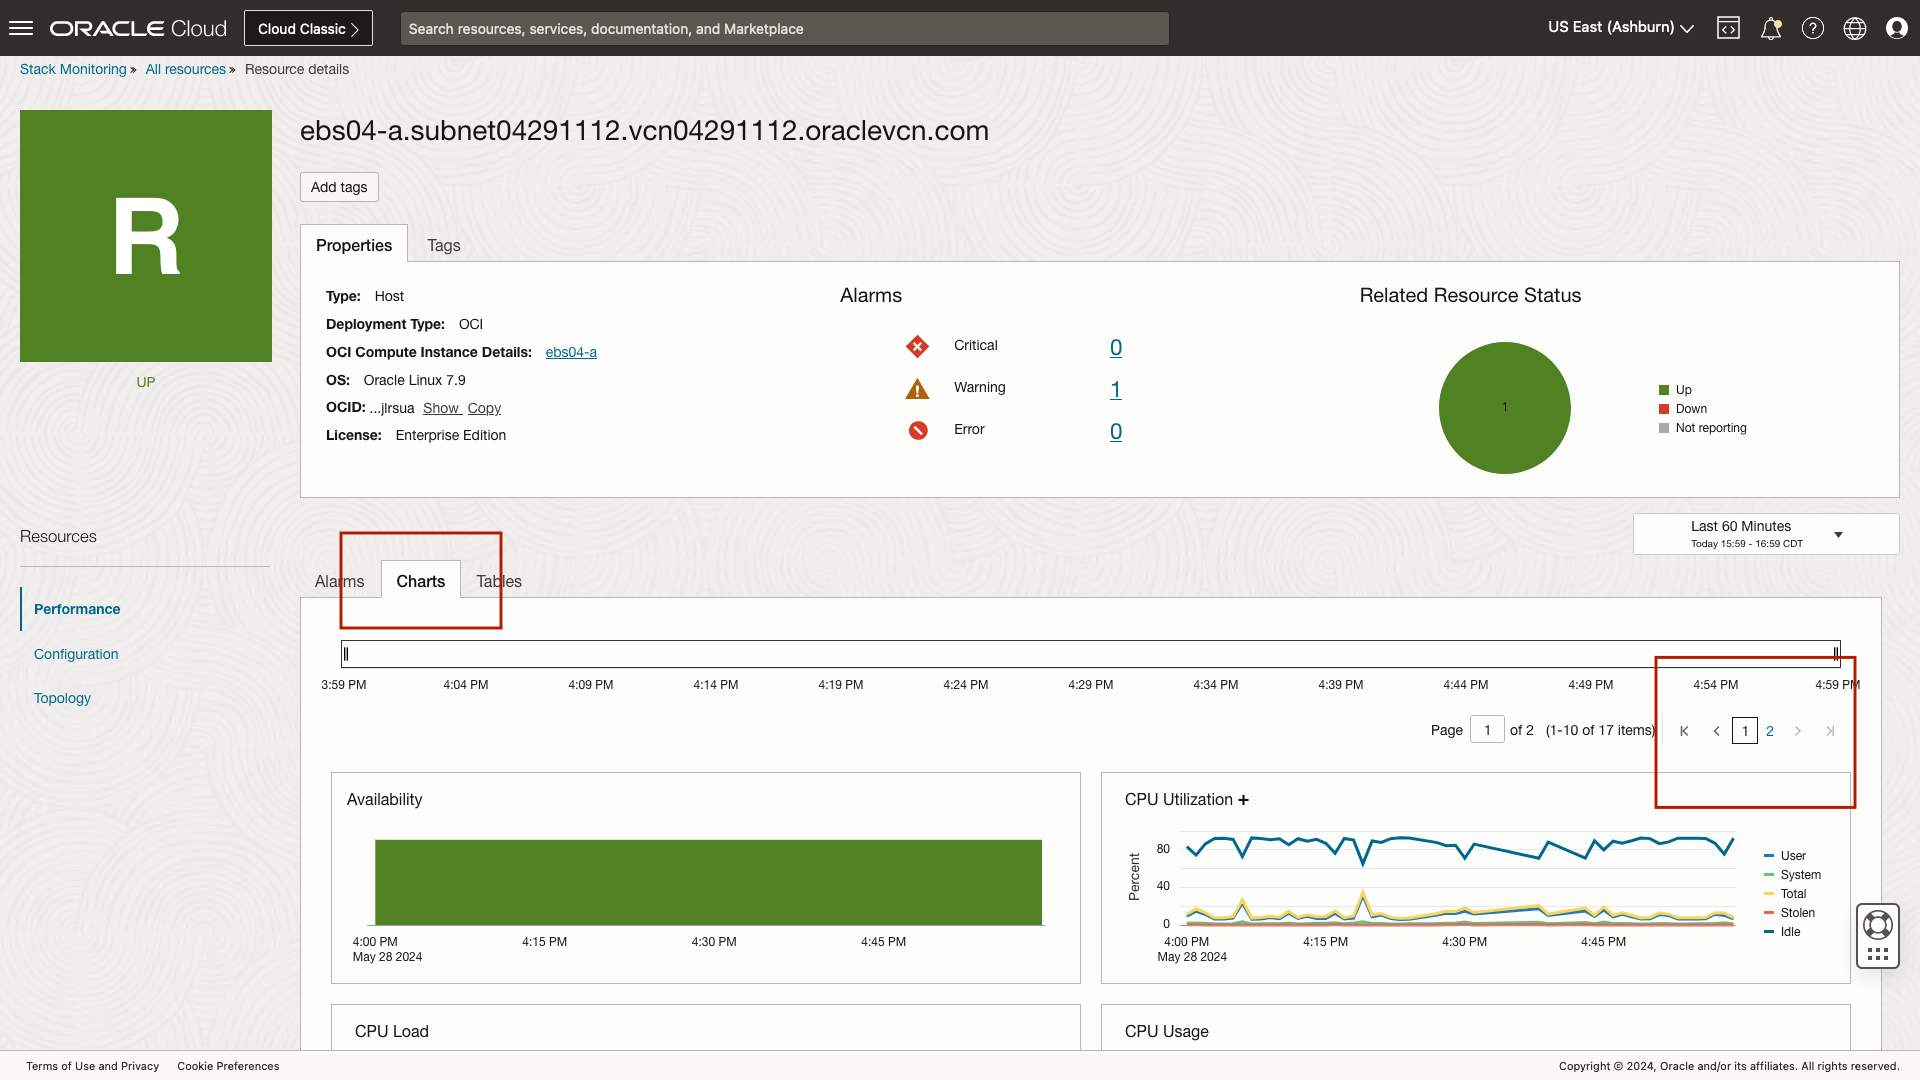 ORACLE Cloud
Cloud Classic
Search resources, services, documentation, and Marketplace
US East (Ashburn)
Stack Monitoring » All resources » Resource details
R
UP
ebs04-a.subnet04291112.vcn04291112.oraclevcn.com
Add tags
Properties
Tags
Type: Host
Deployment Type: OCI
OCI Compute Instance Details: ebs04-a
OS: Oracle Linux 7.9
OCID: ...jlrsua Show Copy
License: Enterprise Edition
Alarms
Critical 0
Warning 1
Error 0
Related Resource Status
1
Up
Down
Not reporting
Resources
Performance
Configuration
Topology
Last 60 Minutes
Today 15:59 - 16:59 CDT
Alarms
Charts
Tables
3:59 PM 4:04 PM 4:09 PM 4:14 PM 4:19 PM 4:24 PM 4:29 PM 4:34 PM 4:39 PM 4:44 PM 4:49 PM 4:54 PM 4:59 PM
Page 1 of 2 (1-10 of 17 items) 1 2
Availability
4:00 PM 4:15 PM 4:30 PM 4:45 PM
May 28 2024
CPU Utilization +
Percent
80
40
0
4:00 PM 4:15 PM 4:30 PM 4:45 PM
May 28 2024
User
System
Total
Stolen
Idle
CPU Load
CPU Usage
Terms of Use and Privacy Cookie Preferences
Copyright © 2024, Oracle and/or its affiliates. All rights reserved.